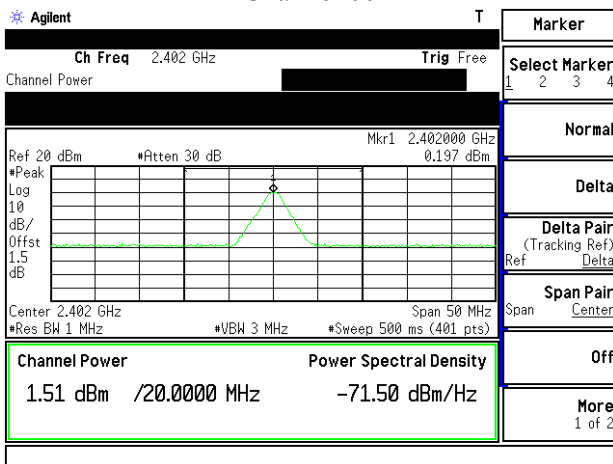 Agilent
T
Ch Freq 2.402 GHz Trig Free
Channel Power
Mkr1 2.402000 GHz
Ref 20 dBm #Atten 30 dB 0.197 dBm
#Peak
Log
10
dB/
Offst
1.5
dB
1
Center 2.402 GHz Span 50 MHz
#Res BW 1 MHz #VBW 3 MHz #Sweep 500 ms (401 pts)
Channel Power Power Spectral Density
1.51 dBm /20.0000 MHz -71.50 dBm/Hz
Marker
Select Marker
1 2 3 4
Normal
Delta
Delta Pair
(Tracking Ref)
Ref Delta
Span Pair
Span Center
Off
More
1 of 2